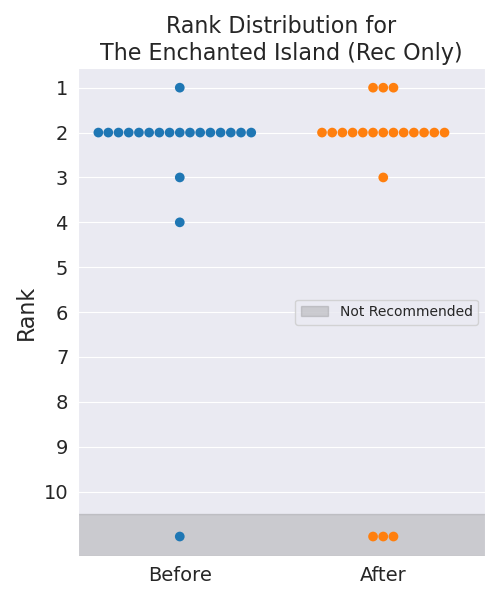 Rank Distribution for
The Enchanted Island (Rec Only)
1
2
3
4
5
6
7
8
9
10
Rank
Not Recommended
Before
After